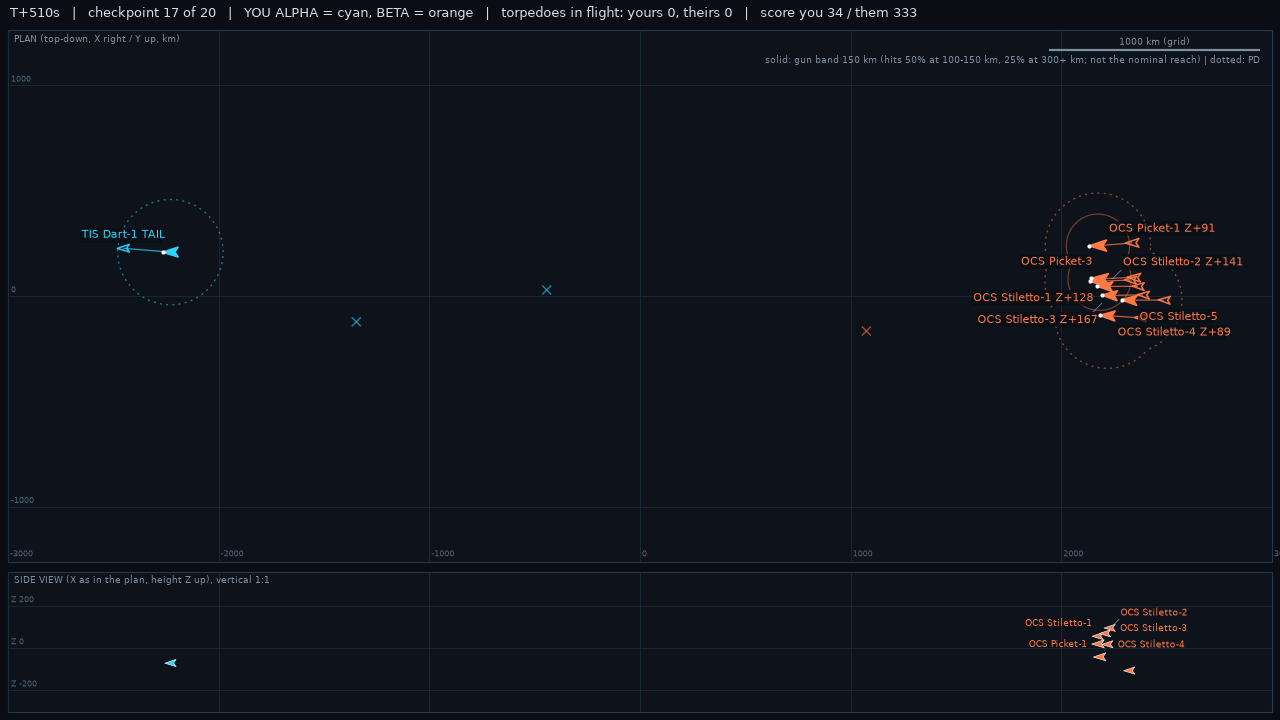 T+510s | checkpoint 17 of 20 | YOU ALPHA = cyan, BETA = orange | torpedoes in flight: yours 0, theirs 0 | score you 34 / them 333
PLAN (top-down, X right / Y up, km)
1000 km (grid)
solid: gun band 150 km (hits 50% at 100-150 km, 25% at 300+ km; not the nominal reach) | dotted: PD
1000
TIS Dart-1 TAIL
OCS Picket-1 Z+91
OCS Picket-3
OCS Stiletto-2 Z+141
0
OCS Stiletto-1 Z+128
OCS Stiletto-5
OCS Stiletto-3 Z+167
OCS Stiletto-4 Z+89
-1000
-3000
-2000
-1000
0
1000
2000
SIDE VIEW (X as in the plan, height Z up), vertical 1:1
Z 200
OCS Stiletto-2
OCS Stiletto-1
OCS Stiletto-3
Z 0
OCS Picket-1
OCS Stiletto-4
Z -200